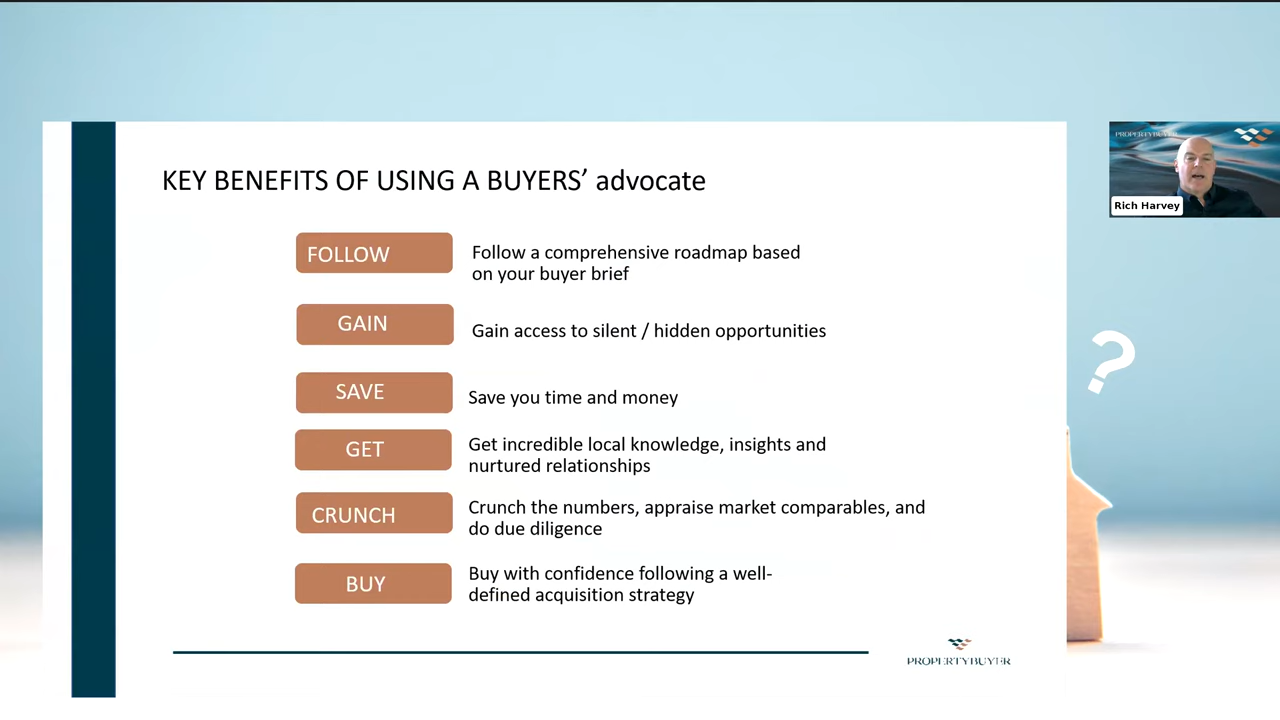 KEY BENEFITS OF USING A BUYERS’ advocate
FOLLOW
Follow a comprehensive roadmap based
on your buyer brief
GAIN
Gain access to silent / hidden opportunities
SAVE
Save you time and money
GET
Get incredible local knowledge, insights and
nurtured relationships
CRUNCH
Crunch the numbers, appraise market comparables, and
do due diligence
BUY
Buy with confidence following a well-
defined acquisition strategy
PROPERTYBUYER
PROPERTYBUYER
Rich Harvey
?